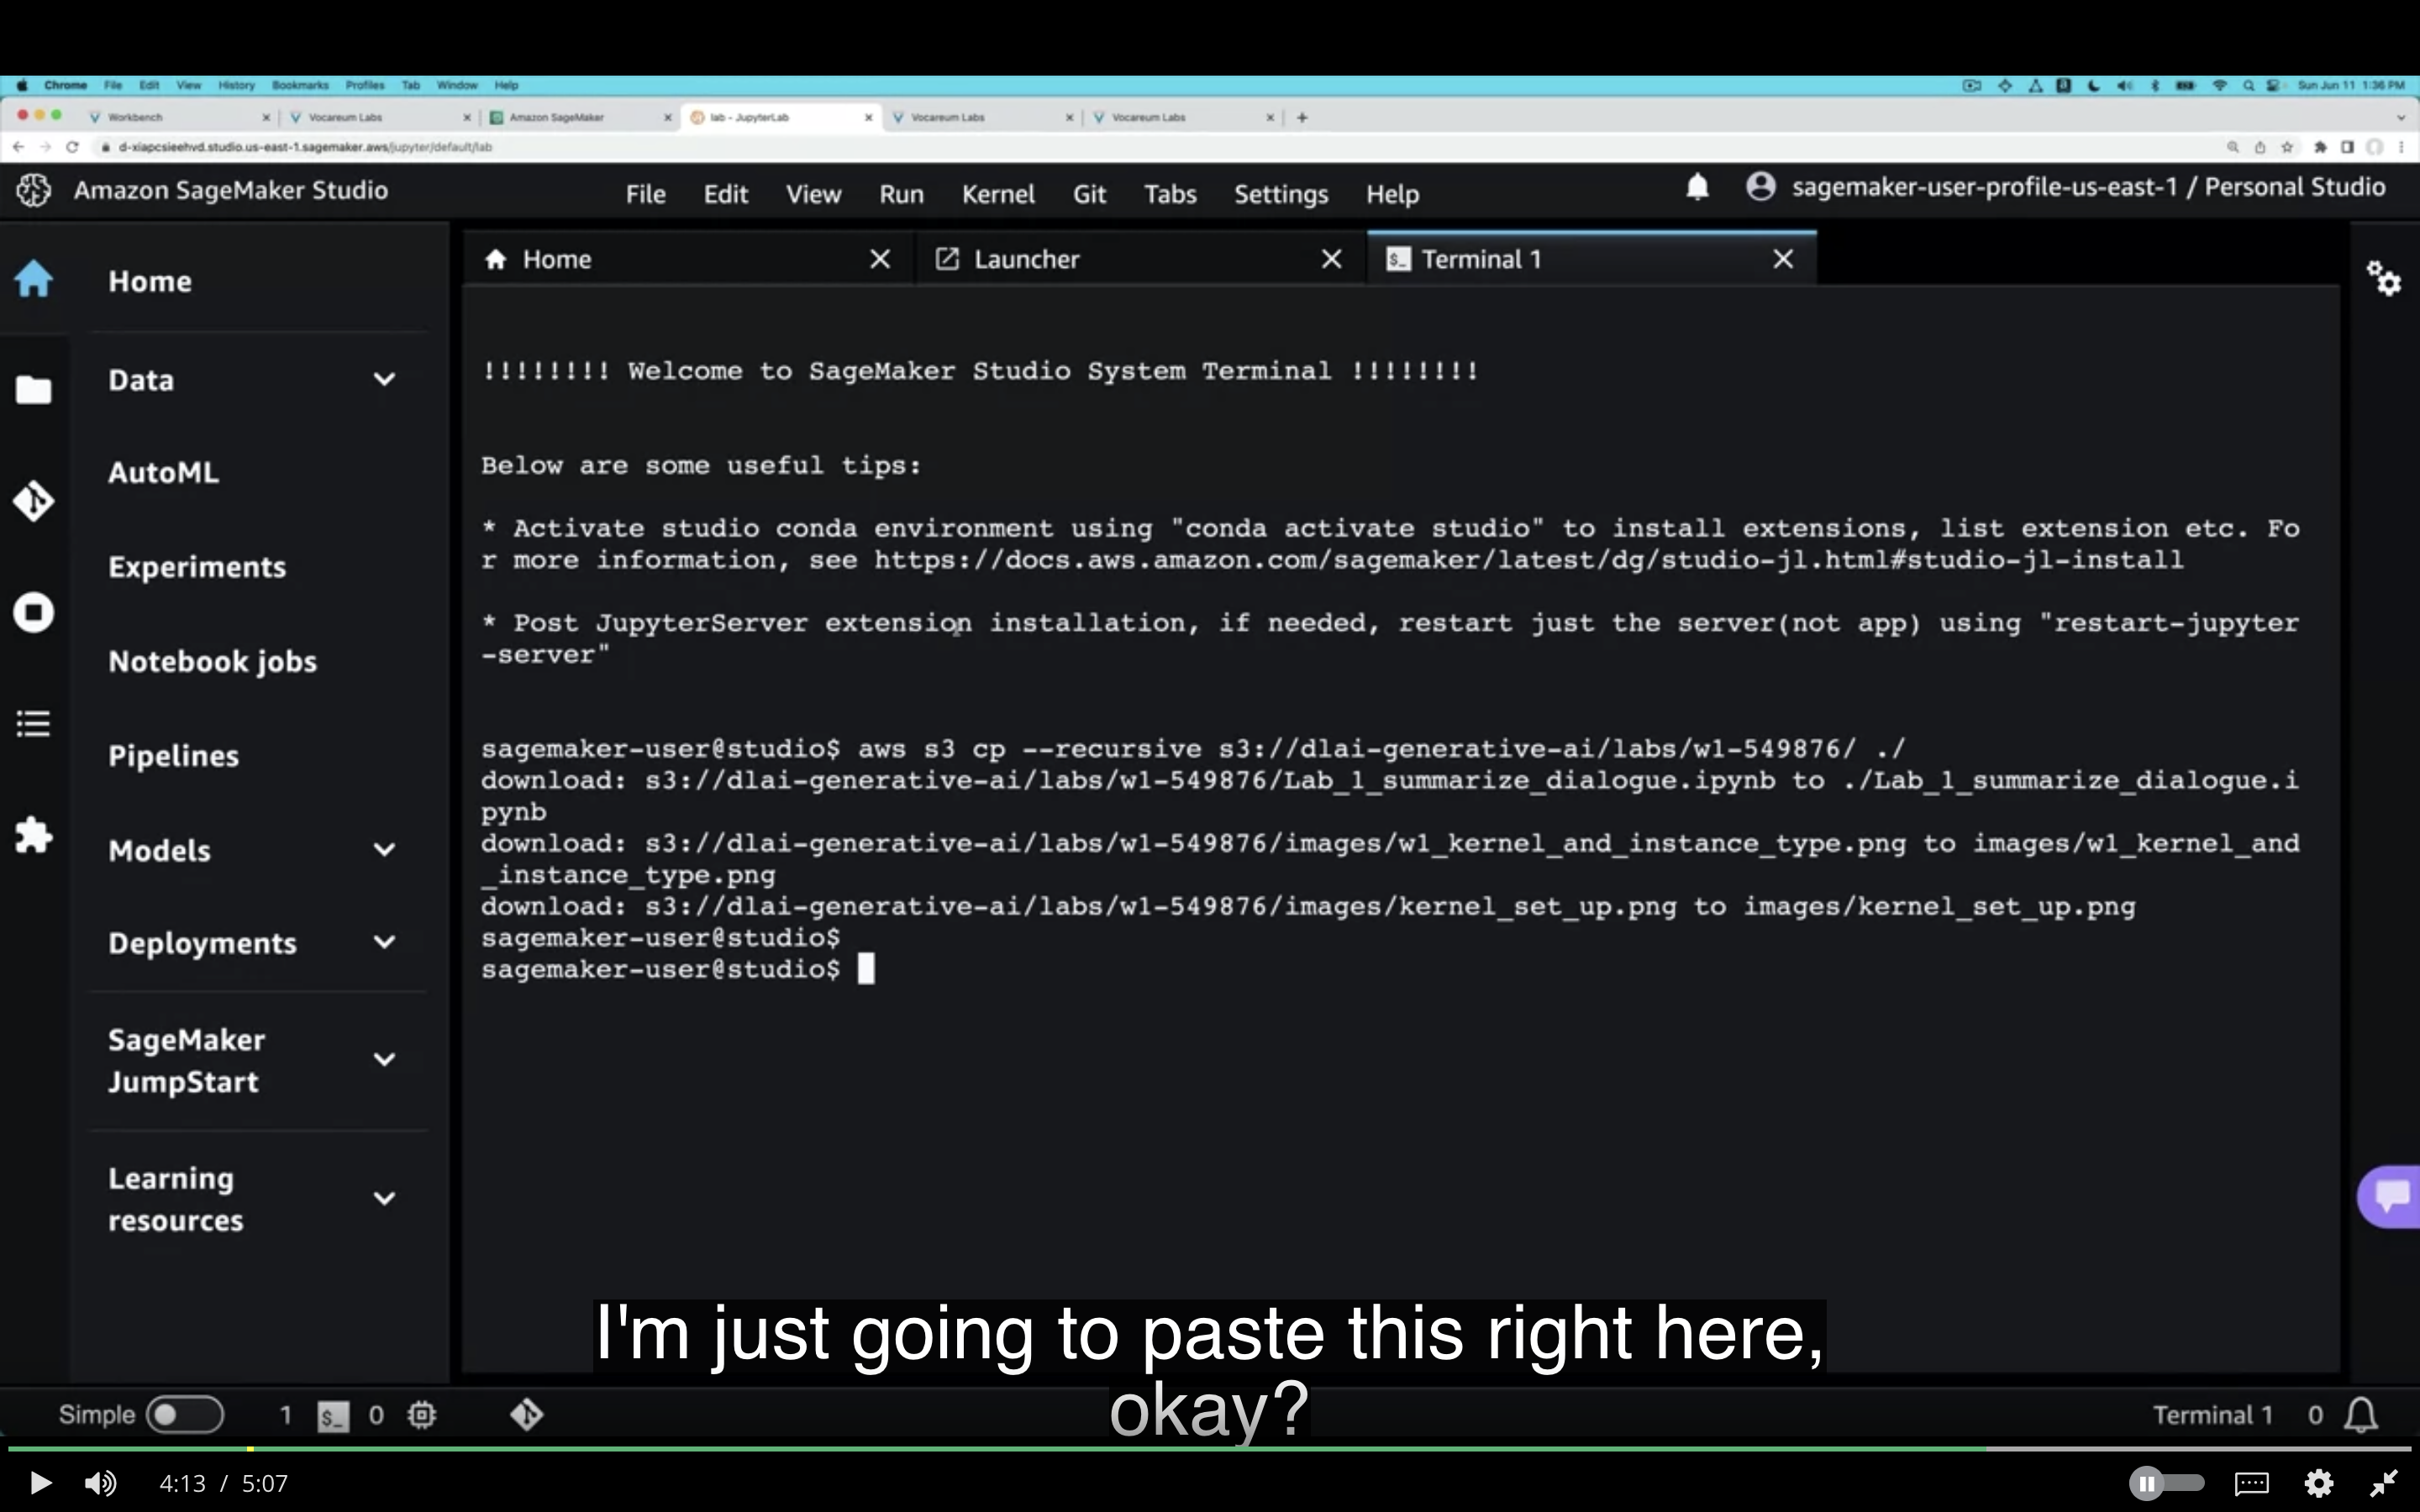 Chrome File Edit View History Bookmarks Profiles Tab Window Help Sun Jun 11 1:36 PM
Workbench Vocareum Labs Amazon SageMaker lab - JupyterLab Vocareum Labs Vocareum Labs
d-xiapcsieehvd.studio.us-east-1.sagemaker.aws/jupyter/default/lab
Amazon SageMaker Studio File Edit View Run Kernel Git Tabs Settings Help sagemaker-user-profile-us-east-1 / Personal Studio
Home
Data
AutoML
Experiments
Notebook jobs
Pipelines
Models
Deployments
SageMaker
JumpStart
Learning
resources
Home Launcher $_ Terminal 1
!!!!!!!! Welcome to SageMaker Studio System Terminal !!!!!!!!
Below are some useful tips:
* Activate studio conda environment using "conda activate studio" to install extensions, list extension etc. Fo
r more information, see https://docs.aws.amazon.com/sagemaker/latest/dg/studio-jl.html#studio-jl-install
* Post JupyterServer extension installation, if needed, restart just the server(not app) using "restart-jupyter
-server"
sagemaker-user@studio$ aws s3 cp --recursive s3://dlai-generative-ai/labs/w1-549876/ ./
download: s3://dlai-generative-ai/labs/w1-549876/Lab_1_summarize_dialogue.ipynb to ./Lab_1_summarize_dialogue.i
pynb
download: s3://dlai-generative-ai/labs/w1-549876/images/w1_kernel_and_instance_type.png to images/w1_kernel_and
_instance_type.png
download: s3://dlai-generative-ai/labs/w1-549876/images/kernel_set_up.png to images/kernel_set_up.png
sagemaker-user@studio$
sagemaker-user@studio$
I'm just going to paste this right here,
okay?
Simple 1 $_ 0 Terminal 1 0
4:13 / 5:07